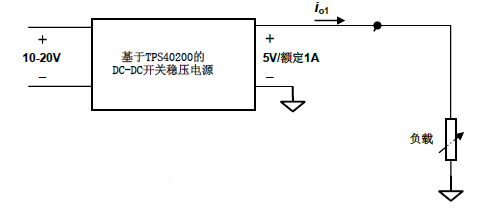 io1
+
10-20V
−
基于TPS40200的
DC-DC开关稳压电源
+
5V/额定1A
−
负载